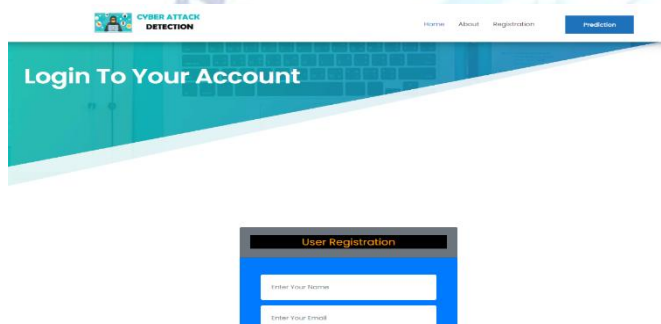 CYBER ATTACK
DETECTION
Home About Registration Prediction
Login To Your Account
User Registration
Enter Your Name
Enter Your Email